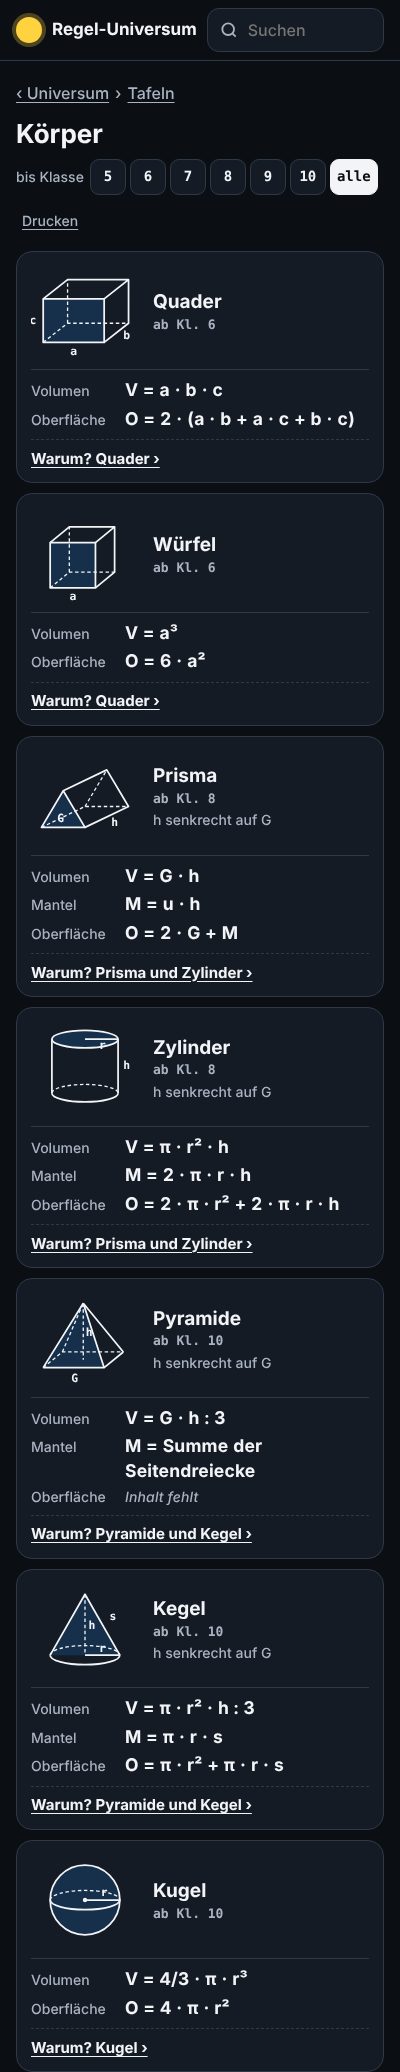 Regel-Universum
Suchen
‹ Universum › Tafeln
Körper
bis Klasse 5 6 7 8 9 10 alle
Drucken
c
b
a
Quader
ab Kl. 6
Volumen V = a · b · c
Oberfläche O = 2 · (a · b + a · c + b · c)
Warum? Quader ›
a
Würfel
ab Kl. 6
Volumen V = a³
Oberfläche O = 6 · a²
Warum? Quader ›
G
h
Prisma
ab Kl. 8
h senkrecht auf G
Volumen V = G · h
Mantel M = u · h
Oberfläche O = 2 · G + M
Warum? Prisma und Zylinder ›
r
h
Zylinder
ab Kl. 8
h senkrecht auf G
Volumen V = π · r² · h
Mantel M = 2 · π · r · h
Oberfläche O = 2 · π · r² + 2 · π · r · h
Warum? Prisma und Zylinder ›
h
G
Pyramide
ab Kl. 10
h senkrecht auf G
Volumen V = G · h : 3
Mantel M = Summe der
Seitendreiecke
Oberfläche Inhalt fehlt
Warum? Pyramide und Kegel ›
s
h
r
Kegel
ab Kl. 10
h senkrecht auf G
Volumen V = π · r² · h : 3
Mantel M = π · r · s
Oberfläche O = π · r² + π · r · s
Warum? Pyramide und Kegel ›
r
Kugel
ab Kl. 10
Volumen V = 4/3 · π · r³
Oberfläche O = 4 · π · r²
Warum? Kugel ›